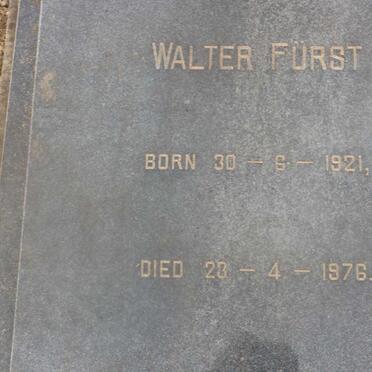 WALTER FÜRST
BORN 30 – 6 – 1921,
DIED 23 – 4 – 1976.